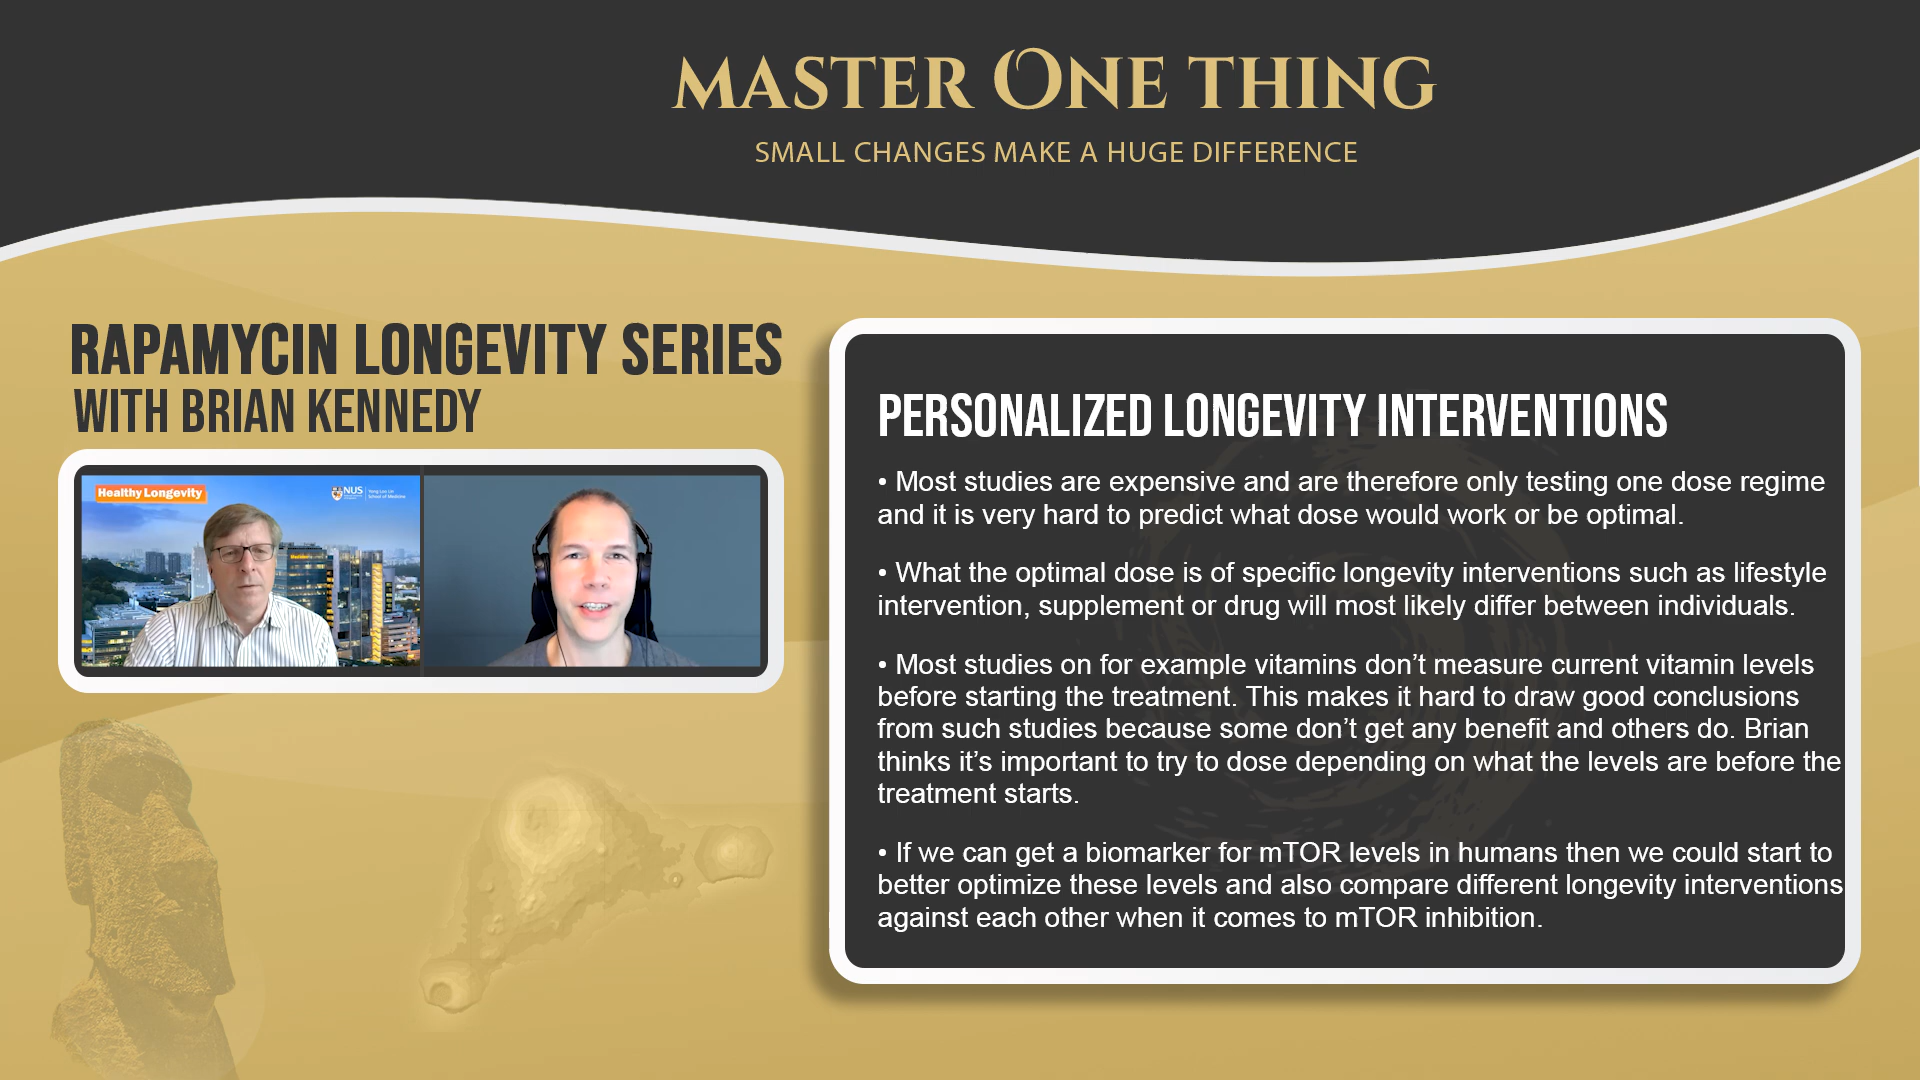 MASTER ONE THING
SMALL CHANGES MAKE A HUGE DIFFERENCE
RAPAMYCIN LONGEVITY SERIES
WITH BRIAN KENNEDY
Healthy Longevity
NUS
Yong Loo Lin
School of Medicine
PERSONALIZED LONGEVITY INTERVENTIONS
• Most studies are expensive and are therefore only testing one dose regime
and it is very hard to predict what dose would work or be optimal.
• What the optimal dose is of specific longevity interventions such as lifestyle
intervention, supplement or drug will most likely differ between individuals.
• Most studies on for example vitamins don’t measure current vitamin levels
before starting the treatment. This makes it hard to draw good conclusions
from such studies because some don’t get any benefit and others do. Brian
thinks it’s important to try to dose depending on what the levels are before the
treatment starts.
• If we can get a biomarker for mTOR levels in humans then we could start to
better optimize these levels and also compare different longevity interventions
against each other when it comes to mTOR inhibition.